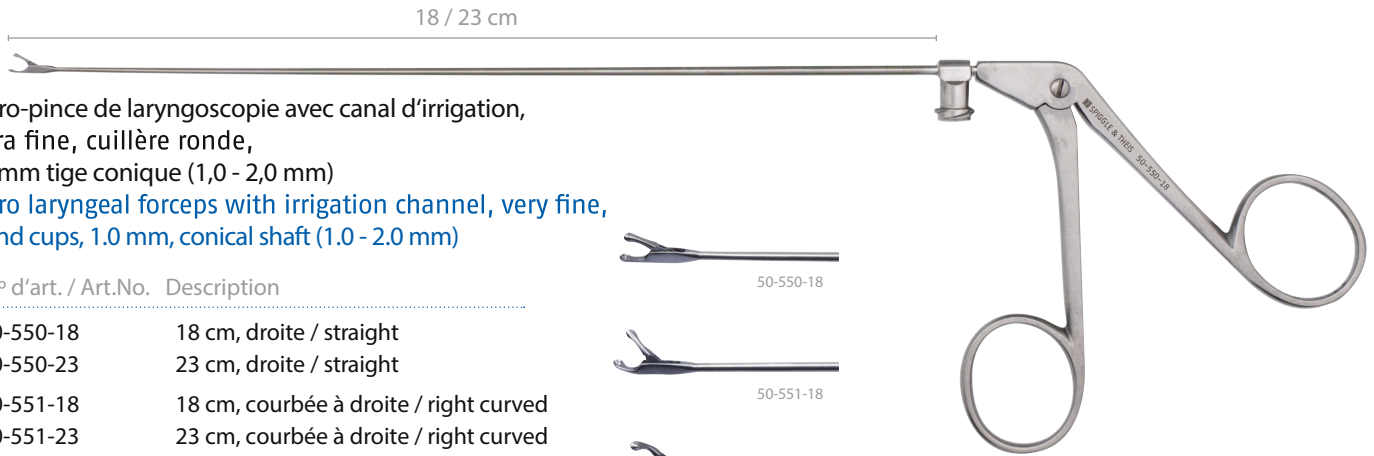 18 / 23 cm
ro-pince de laryngoscopie avec canal d‘irrigation,
ra fine, cuillère ronde,
mm tige conique (1,0 - 2,0 mm)
ro laryngeal forceps with irrigation channel, very fine,
nd cups, 1.0 mm, conical shaft (1.0 - 2.0 mm)
º d‘art. / Art.No. Description
0-550-18 18 cm, droite / straight
0-550-23 23 cm, droite / straight
0-551-18 18 cm, courbée à droite / right curved
0-551-23 23 cm, courbée à droite / right curved
50-550-18
50-551-18
SPIGGLE & THEIS 50-550-18